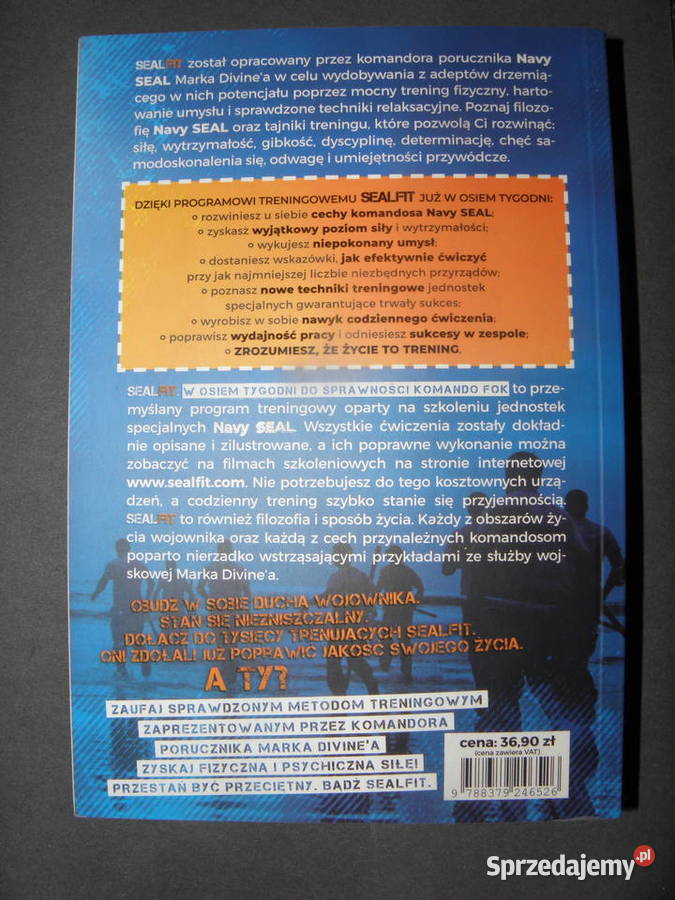 SEALFIT został opracowany przez komandora porucznika Navy
SEAL Marka Divine'a w celu wydobywania z adeptów drzemią-
cego w nich potencjału poprzez mocny trening fizyczny, harto-
wanie umysłu i sprawdzone techniki relaksacyjne. Poznaj filozo-
fię Navy SEAL oraz tajniki treningu, które pozwolą Ci rozwinąć:
siłę, wytrzymałość, gibkość, dyscyplinę, determinację, chęć sa-
modoskonalenia się, odwagę i umiejętności przywódcze.
DZIĘKI PROGRAMOWI TRENINGOWEMU SEALFIT JUŻ W OSIEM TYGODNI:
o rozwiniesz u siebie cechy komandosa Navy SEAL;
o zyskasz wyjątkowy poziom siły i wytrzymałości;
o wykujesz niepokonany umysł;
o dostaniesz wskazówki, jak efektywnie ćwiczyć
przy jak najmniejszej liczbie niezbędnych przyrządów;
o poznasz nowe techniki treningowe jednostek
specjalnych gwarantujące trwały sukces;
o wyrobisz w sobie nawyk codziennego ćwiczenia;
o poprawisz wydajność pracy i odniesiesz sukcesy w zespole;
o ZROZUMIESZ, ŻE ŻYCIE TO TRENING.
SEALFIT. W OSIEM TYGODNI DO SPRAWNOŚCI KOMANDO FOK to prze-
myślany program treningowy oparty na szkoleniu jednostek
specjalnych Navy SEAL. Wszystkie ćwiczenia zostały dokład-
nie opisane i zilustrowane, a ich poprawne wykonanie można
zobaczyć na filmach szkoleniowych na stronie internetowej
www.sealfit.com. Nie potrzebujesz do tego kosztownych urzą-
dzeń, a codzienny trening szybko stanie się przyjemnością.
SEALFIT to również filozofia i sposób życia. Każdy z obszarów ży-
cia wojownika oraz każdą z cech przynależnych komandosom
poparto nierzadko wstrząsającymi przykładami ze służby woj-
skowej Marka Divine'a.
OBUDŹ W SOBIE DUCHA WOJOWNIKA.
STAŃ SIĘ NIEZNISZCZALNY.
DOŁĄCZ DO TYSIĘCY TRENUJĄCYCH SEALFIT.
ONI ZDOŁALI JUŻ POPRAWIĆ JAKOŚĆ SWOJEGO ŻYCIA.
A TY?
ZAUFAJ SPRAWDZONYM METODOM TRENINGOWYM
ZAPREZENTOWANYM PRZEZ KOMANDORA
PORUCZNIKA MARKA DIVINE'A
ZYSKAJ FIZYCZNĄ I PSYCHICZNĄ SIŁĘ!
PRZESTAŃ BYĆ PRZECIĘTNY. BĄDŹ SEALFIT.
cena: 36,90 zł
(cena zawiera VAT)
9 788379 246526
Sprzedajemy.pl